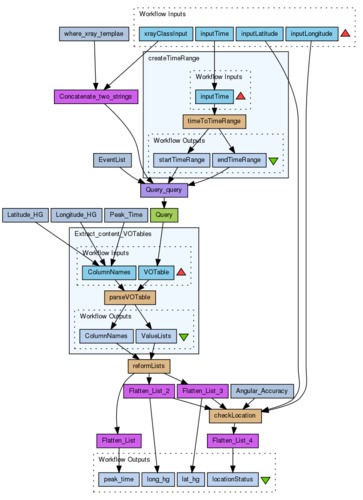 Workflow Inputs
where_xray_templae xrayClassInput inputTime inputLatitude inputLongitude
createTimeRange
Workflow Inputs
Concatenate_two_strings inputTime
timeToTimeRange
Workflow Outputs
EventList startTimeRange endTimeRange
Query_query
Latitude_HG Longitude_HG Peak_Time Query
Extract_content_VOTables
Workflow Inputs
ColumnNames VOTable
parseVOTable
Workflow Outputs
ColumnNames ValueLists
reformLists
Flatten_List_2 Flatten_List_3 Angular_Accuracy
checkLocation
Flatten_List Flatten_List_4
Workflow Outputs
peak_time long_hg lat_hg locationStatus